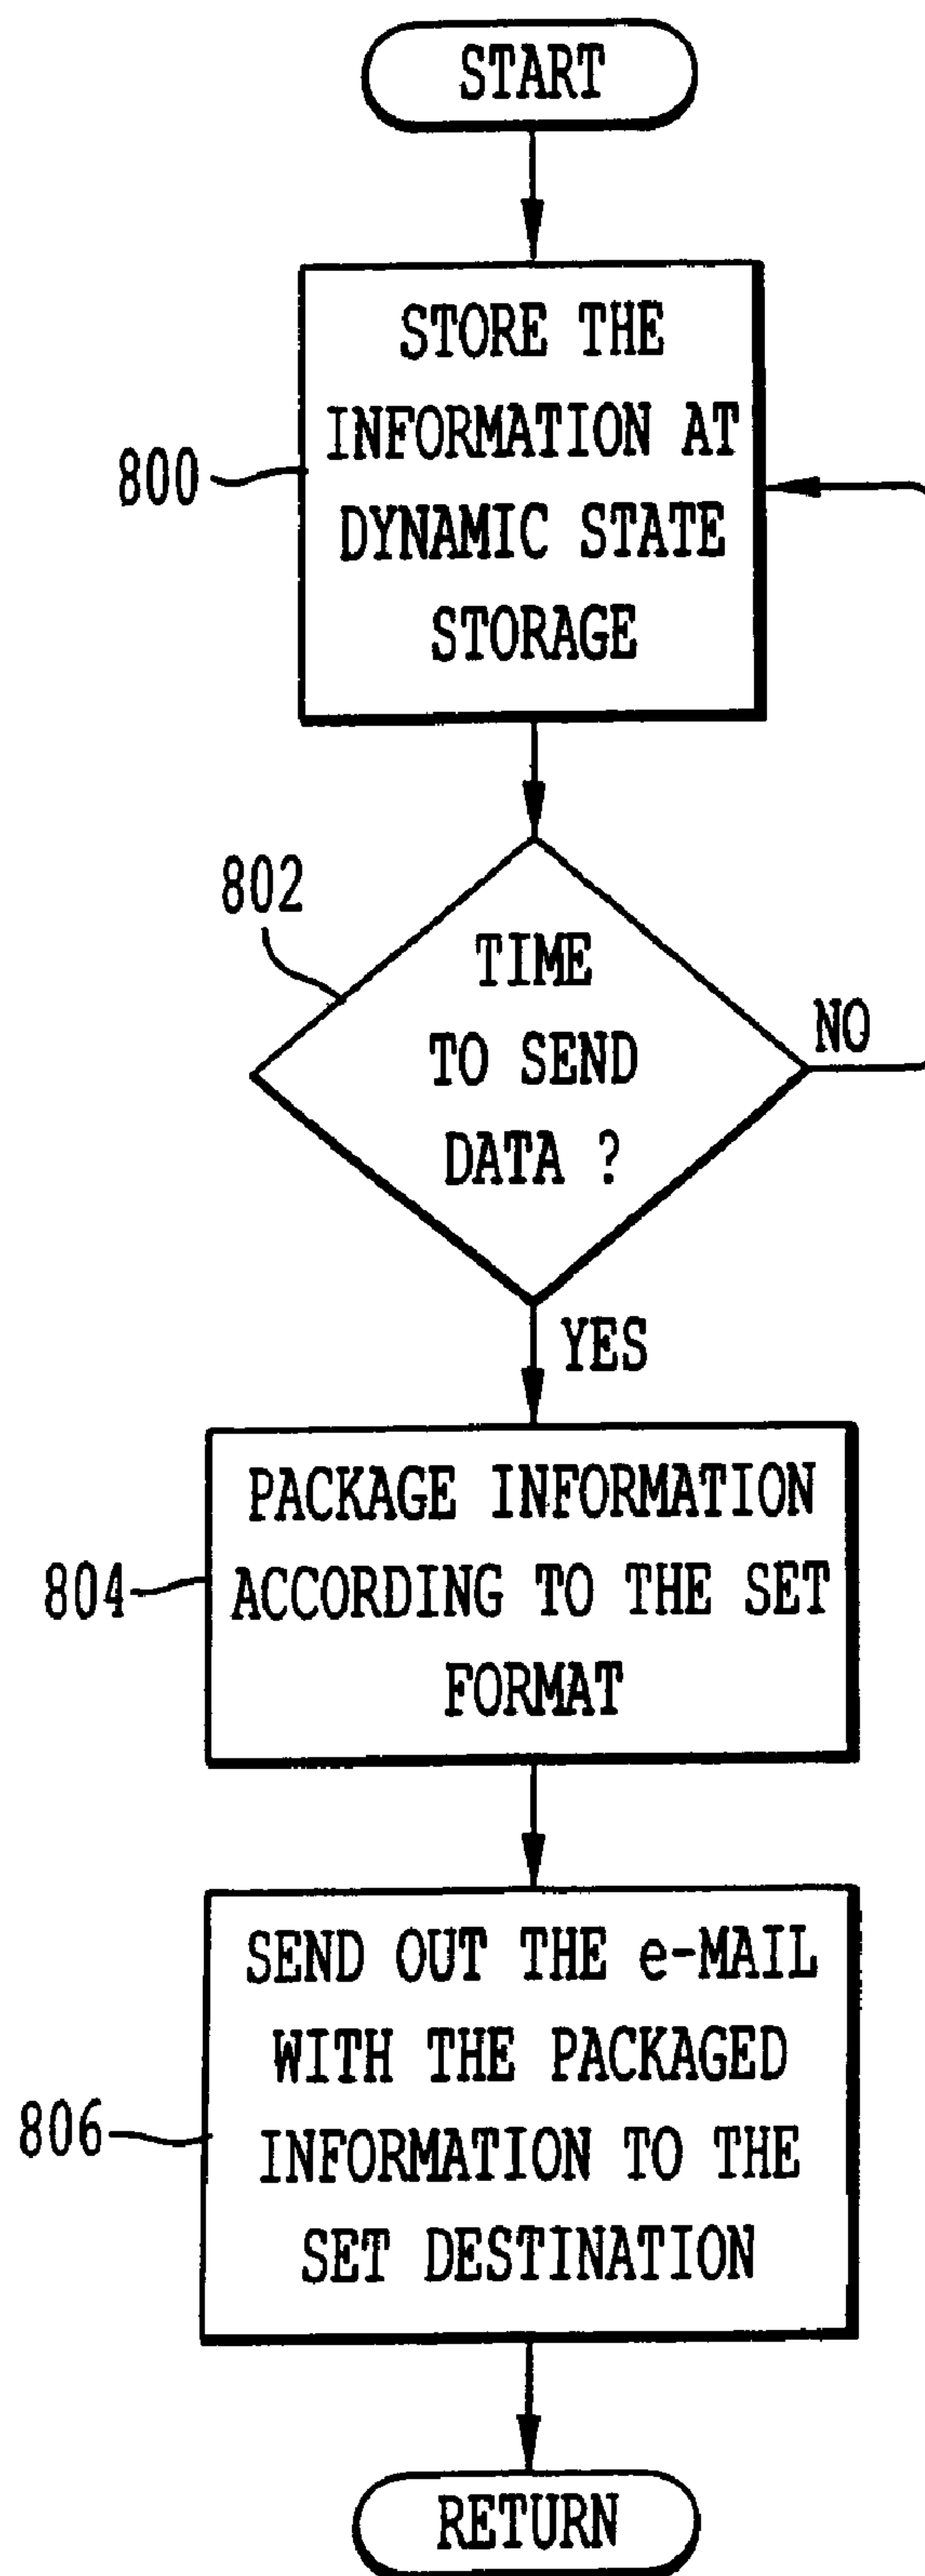 START
STORE THE
INFORMATION AT
DYNAMIC STATE
STORAGE
800
802
TIME
TO SEND
DATA ?
NO
YES
PACKAGE INFORMATION
ACCORDING TO THE SET
FORMAT
804
SEND OUT THE e-MAIL
WITH THE PACKAGED
INFORMATION TO THE
SET DESTINATION
806
RETURN